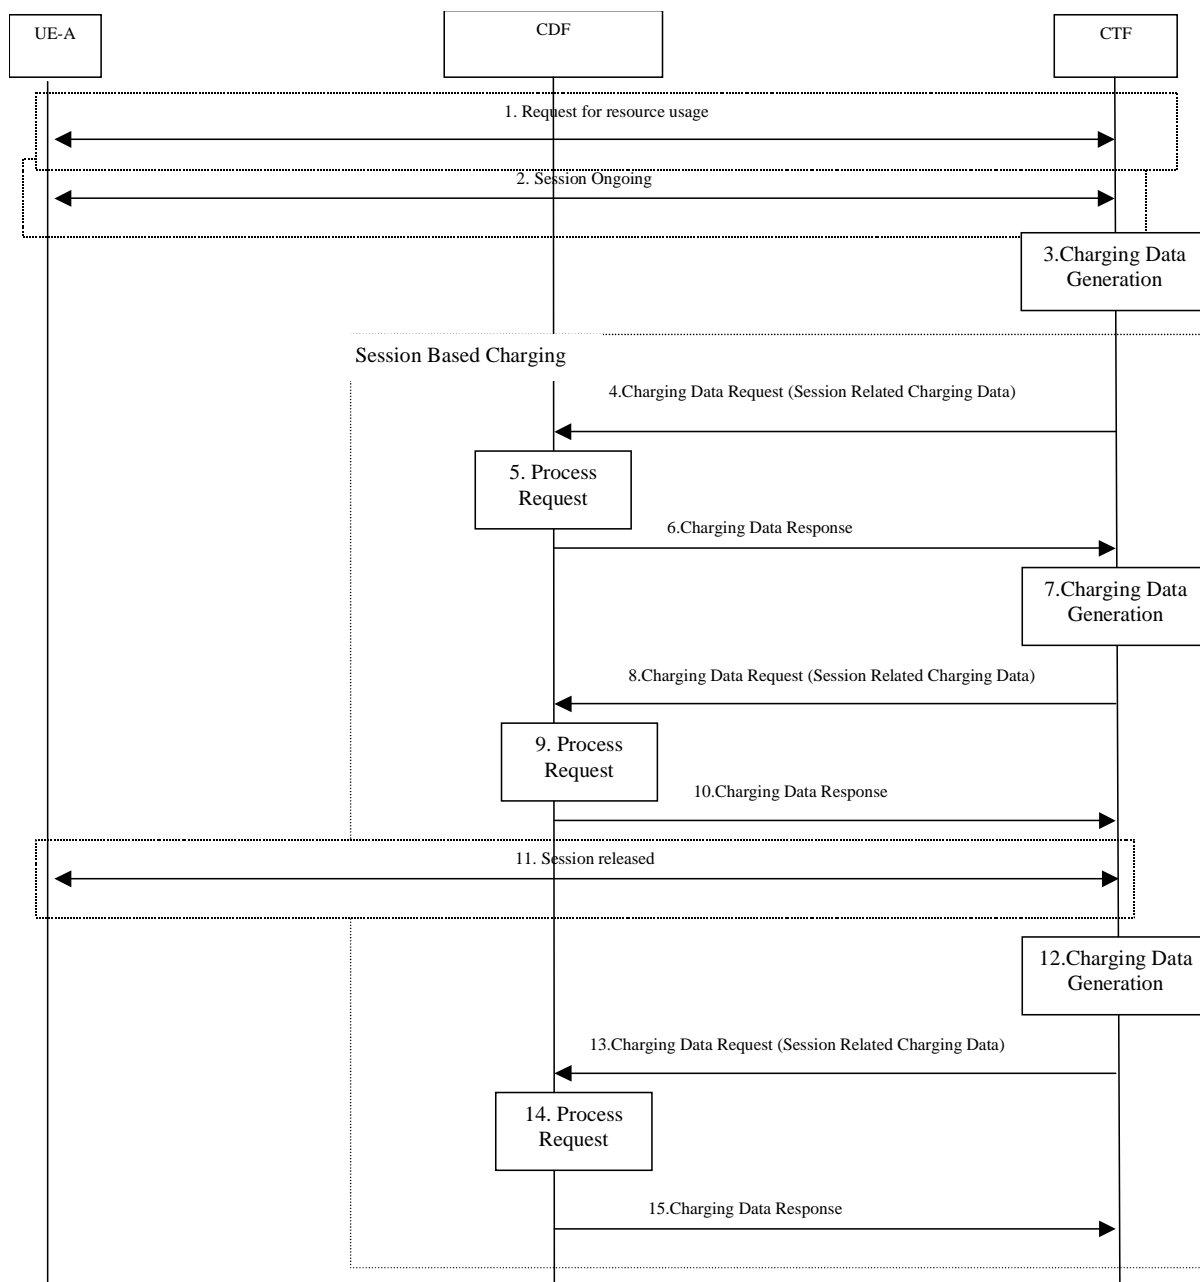 UE-A
CDF
CTF
1. Request for resource usage
2. Session Ongoing
3.Charging Data
Generation
Session Based Charging
4.Charging Data Request (Session Related Charging Data)
5. Process
Request
6.Charging Data Response
7.Charging Data
Generation
8.Charging Data Request (Session Related Charging Data)
9. Process
Request
10.Charging Data Response
11. Session released
12.Charging Data
Generation
13.Charging Data Request (Session Related Charging Data)
14. Process
Request
15.Charging Data Response